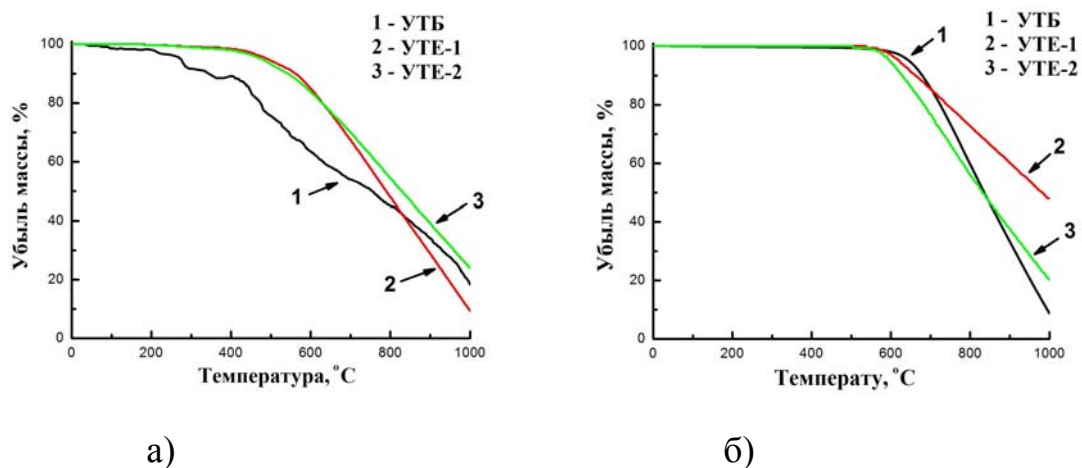 1 - УТБ
2 - УТЕ-1
3 - УТЕ-2
100
80
60
40
20
0
Убыль массы, %
1
2
3
0 200 400 600 800 1000
Температура, °С
а)
1 - УТБ
2 - УТЕ-1
3 - УТЕ-2
100
80
60
40
20
0
Убыль массы, %
1
2
3
0 200 400 600 800 1000
Температу, °С
б)